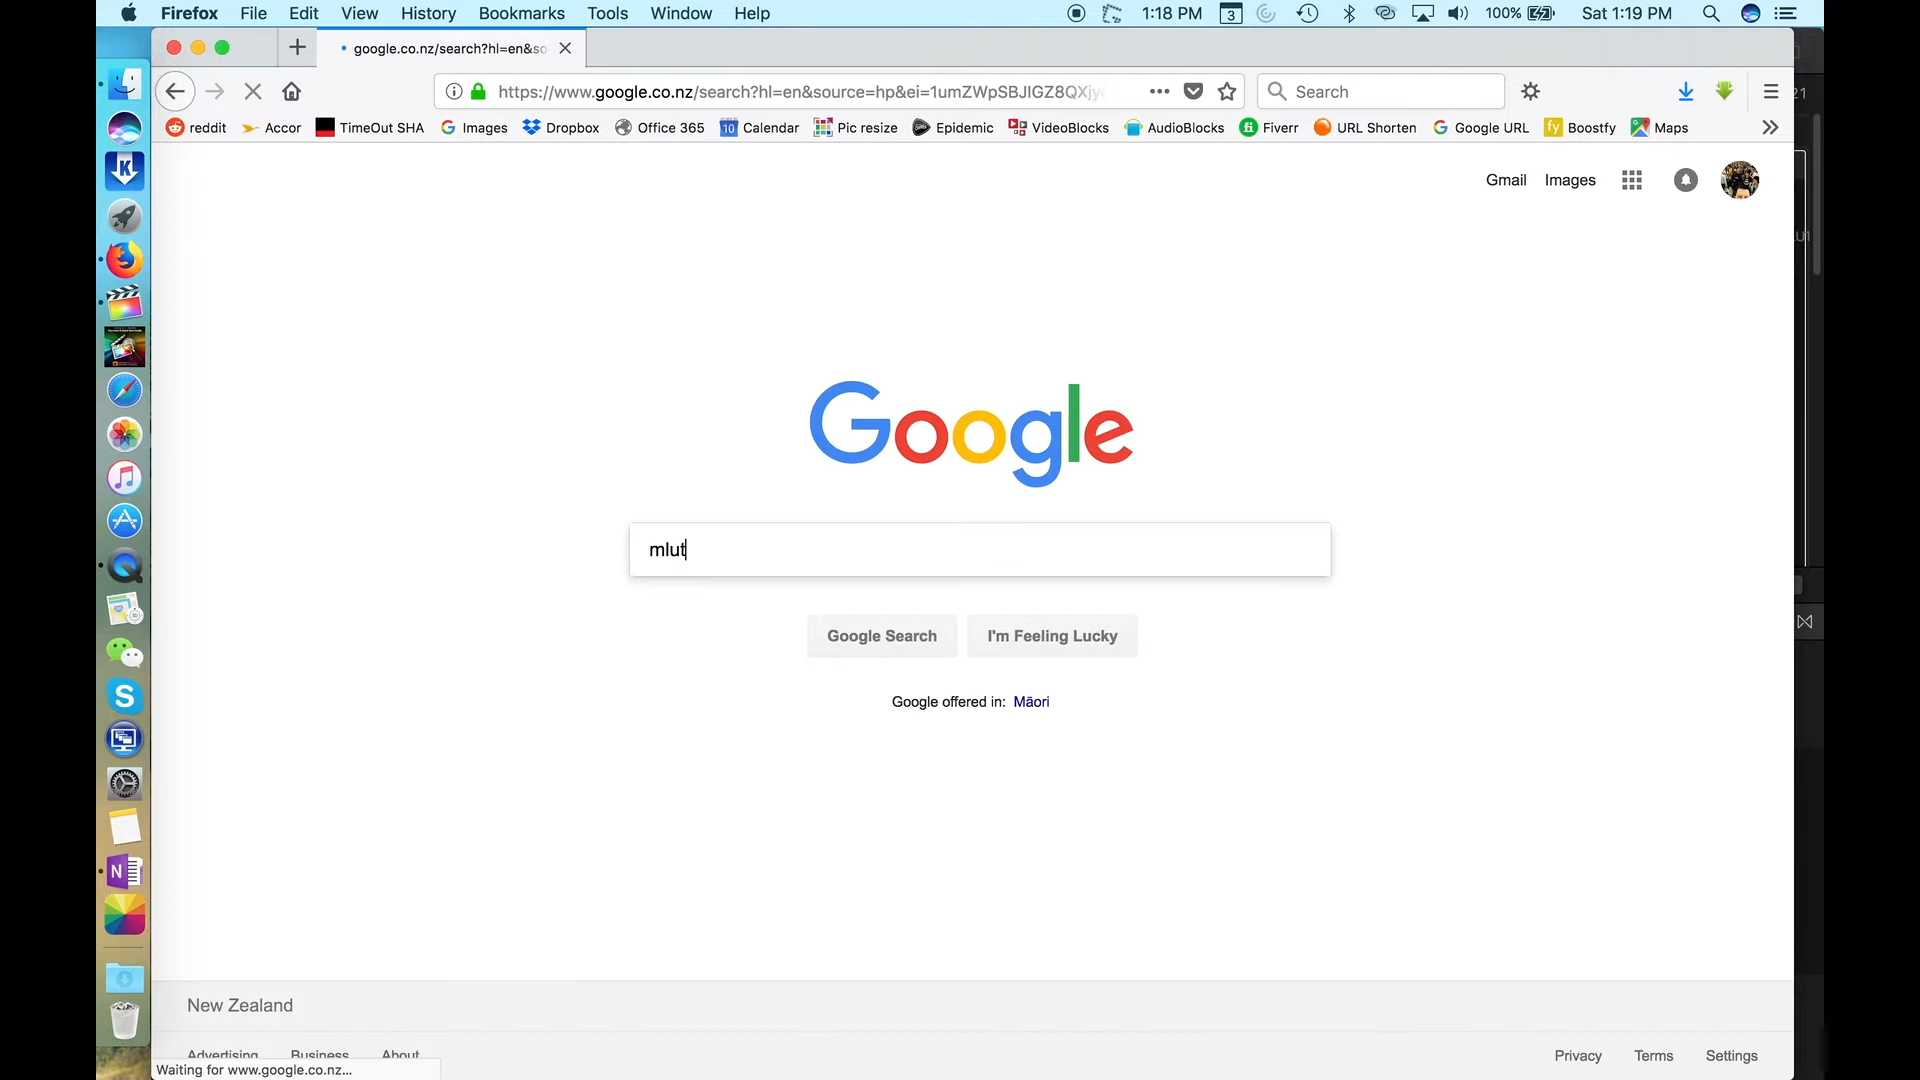 Firefox File Edit View History Bookmarks Tools Window Help 1:18 PM 3 100% Sat 1:19 PM
google.co.nz/search?hl=en&so
https://www.google.co.nz/search?hl=en&source=hp&ei=1umZWpSBJIGZ8QXjy Search 21
reddit Accor TimeOut SHA Images Dropbox Office 365 10 Calendar Pic resize Epidemic VideoBlocks AudioBlocks Fiverr URL Shorten Google URL fy Boostfy Maps
Gmail Images
Google
mlut
Google Search I'm Feeling Lucky
Google offered in: Māori
New Zealand
Advertising Business About Privacy Terms Settings
Waiting for www.google.co.nz...